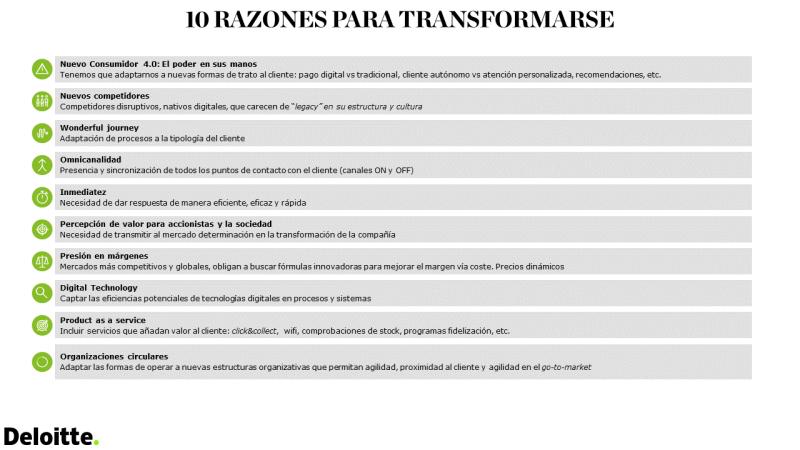 10 RAZONES PARA TRANSFORMARSE
Nuevo Consumidor 4.0: El poder en sus manos
Tenemos que adaptarnos a nuevas formas de trato al cliente: pago digital vs tradicional, cliente autónomo vs atención personalizada, recomendaciones, etc.
Nuevos competidores
Competidores disruptivos, nativos digitales, que carecen de "legacy" en su estructura y cultura
Wonderful journey
Adaptación de procesos a la tipología del cliente
Omnicanalidad
Presencia y sincronización de todos los puntos de contacto con el cliente (canales ON y OFF)
Inmediatez
Necesidad de dar respuesta de manera eficiente, eficaz y rápida
Percepción de valor para accionistas y la sociedad
Necesidad de transmitir al mercado determinación en la transformación de la compañía
Presión en márgenes
Mercados más competitivos y globales, obligan a buscar fórmulas innovadoras para mejorar el margen vía coste. Precios dinámicos
Digital Technology
Captar las eficiencias potenciales de tecnologías digitales en procesos y sistemas
Product as a service
Incluir servicios que añadan valor al cliente: click&collect, wifi, comprobaciones de stock, programas fidelización, etc.
Organizaciones circulares
Adaptar las formas de operar a nuevas estructuras organizativas que permitan agilidad, proximidad al cliente y agilidad en el go-to-market
Deloitte.